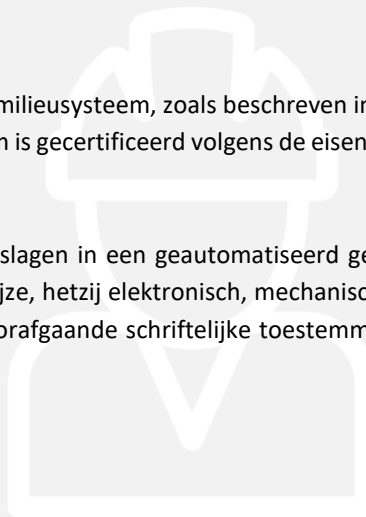 milieusysteem, zoals beschreven in
n is gecertificeerd volgens de eisen
slagen in een geautomatiseerd ge
jze, hetzij elektronisch, mechanisc
orafgaande schriftelijke toestemm